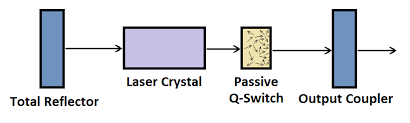 Total Reflector
Laser Crystal
Passive
Q-Switch
Output Coupler